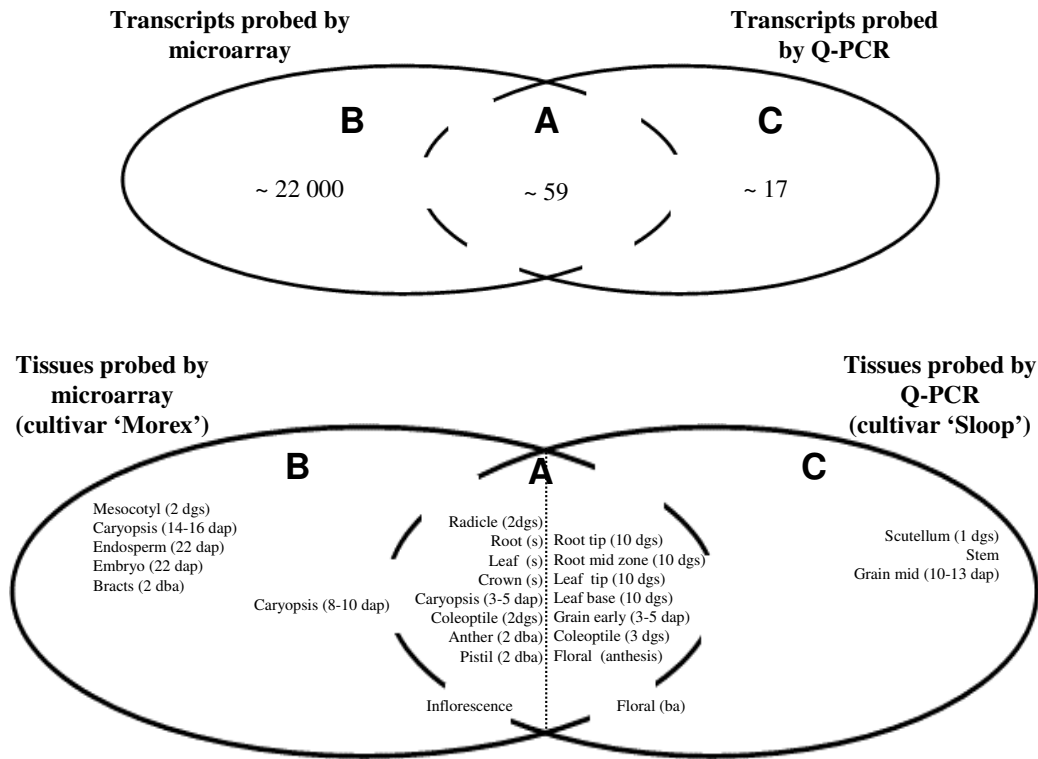 Transcripts probed by
microarray
Transcripts probed
by Q-PCR
B
A
C
~ 22 000
~ 59
~ 17
Tissues probed by
microarray
(cultivar ‘Morex’)
Tissues probed by
Q-PCR
(cultivar ‘Sloop’)
B
A
C
Mesocotyl (2 dgs)
Caryopsis (14-16 dap)
Endosperm (22 dap)
Embryo (22 dap)
Bracts (2 dba)
Caryopsis (8-10 dap)
Radicle (2dgs)
Root (s)
Leaf (s)
Crown (s)
Caryopsis (3-5 dap)
Coleoptile (2dgs)
Anther (2 dba)
Pistil (2 dba)
Inflorescence
Root tip (10 dgs)
Root mid zone (10 dgs)
Leaf tip (10 dgs)
Leaf base (10 dgs)
Grain early (3-5 dap)
Coleoptile (3 dgs)
Floral (anthesis)
Floral (ba)
Scutellum (1 dgs)
Stem
Grain mid (10-13 dap)